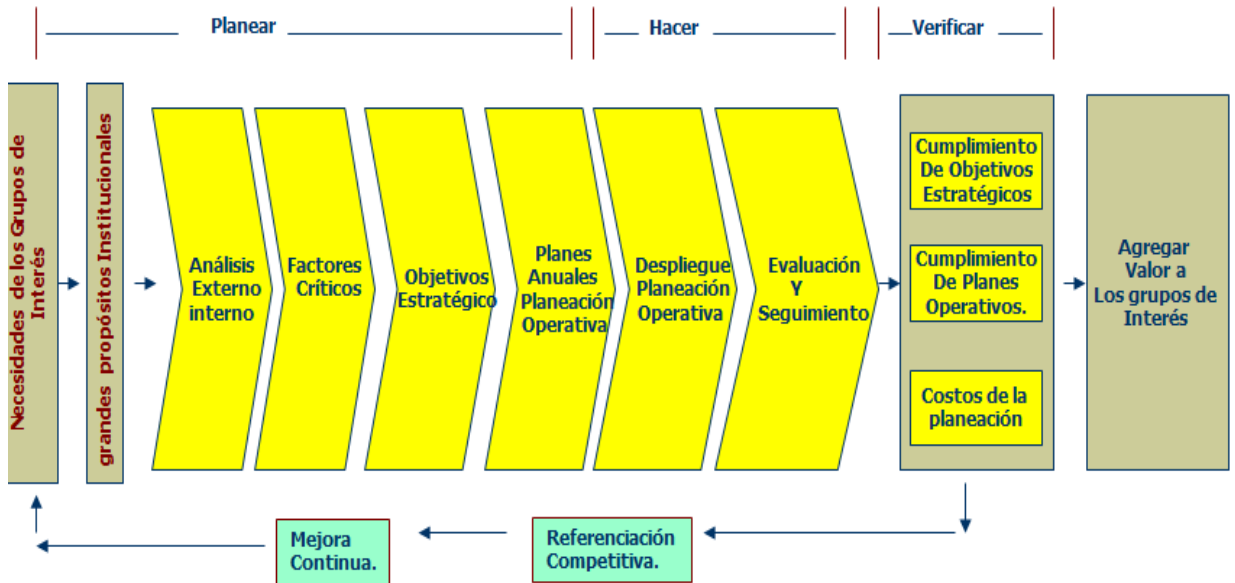 Planear
Hacer
Verificar
Necesidades de los Grupos de
Interés
grandes propósitos Institucionales
Análisis
Externo
interno
Factores
Críticos
Objetivos
Estratégico
Planes
Anuales
Planeación
Operativa
Despliegue
Planeación
Operativa
Evaluación
Y
Seguimiento
Cumplimiento
De Objetivos
Estratégicos
Cumplimiento
De Planes
Operativos.
Costos de la
planeación
Agregar
Valor a
Los grupos de
Interés
Mejora
Continua.
Referenciación
Competitiva.